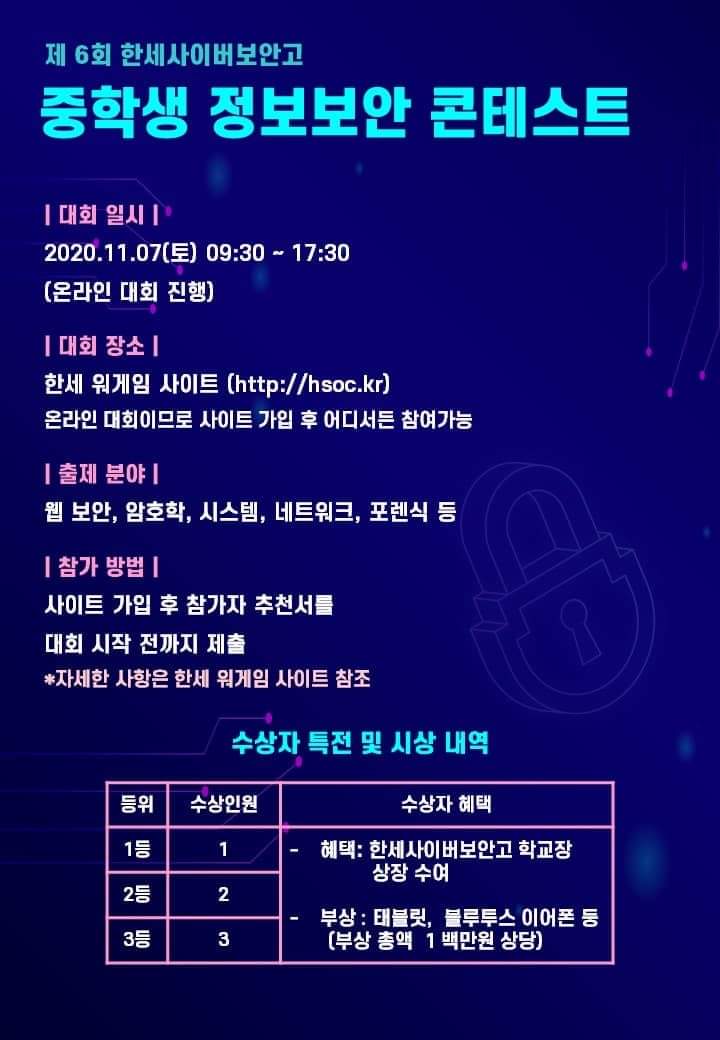 제 6회 한세사이버보안고
중학생 정보보안 콘테스트
| 대회 일시 |
2020.11.07(토) 09:30 ~ 17:30
(온라인 대회 진행)
| 대회 장소 |
한세 워게임 사이트 (http://hsoc.kr)
온라인 대회이므로 사이트 가입 후 어디서든 참여가능
| 출제 분야 |
웹 보안, 암호학, 시스템, 네트워크, 포렌식 등
| 참가 방법 |
사이트 가입 후 참가자 추천서를
대회 시작 전까지 제출
*자세한 사항은 한세 워게임 사이트 참조
수상자 특전 및 시상 내역
등위 수상인원 수상자 혜택
1등 1
2등 2
3등 3
- 혜택: 한세사이버보안고 학교장
상장 수여
- 부상 : 태블릿, 블루투스 이어폰 등
(부상 총액 1 백만원 상당)